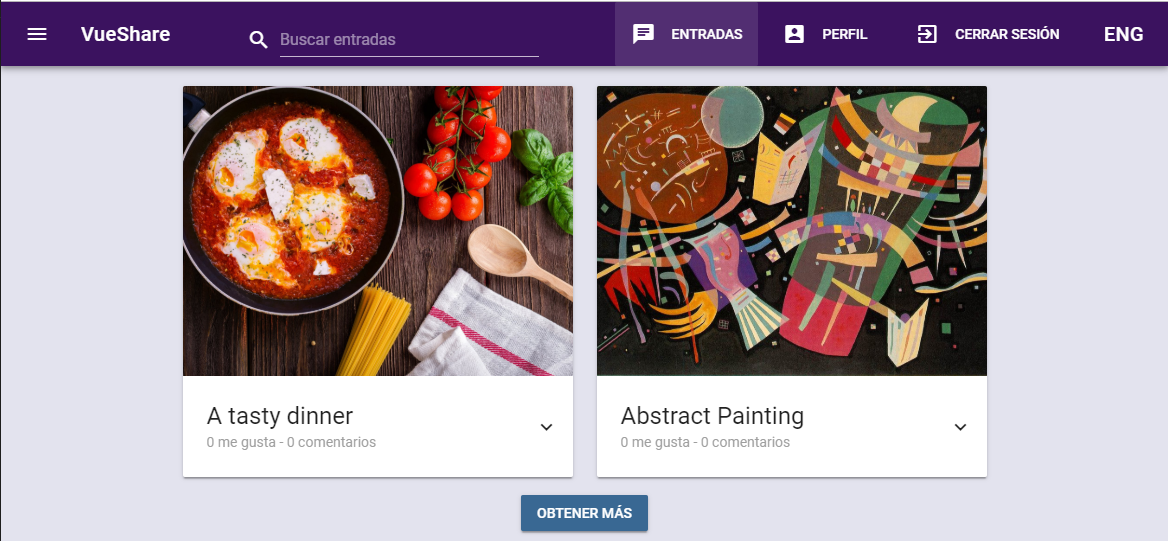 VueShare
Buscar entradas
ENTRADAS
PERFIL
CERRAR SESIÓN
ENG
A tasty dinner
0 me gusta - 0 comentarios
Abstract Painting
0 me gusta - 0 comentarios
OBTENER MÁS